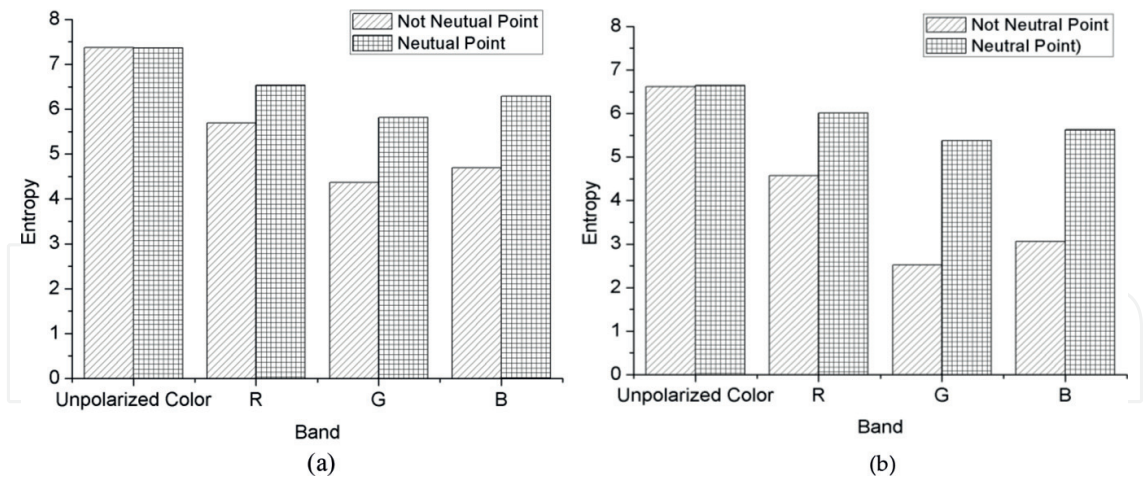 8
7
6
5
4
3
2
1
0
Entropy
Not Neutual Point
Neutual Point
Unpolarized Color R G B
Band
(a)
8
7
6
5
4
3
2
1
0
Entropy
Not Neutral Point
Neutral Point)
Unpolarized Color R G B
Band
(b)